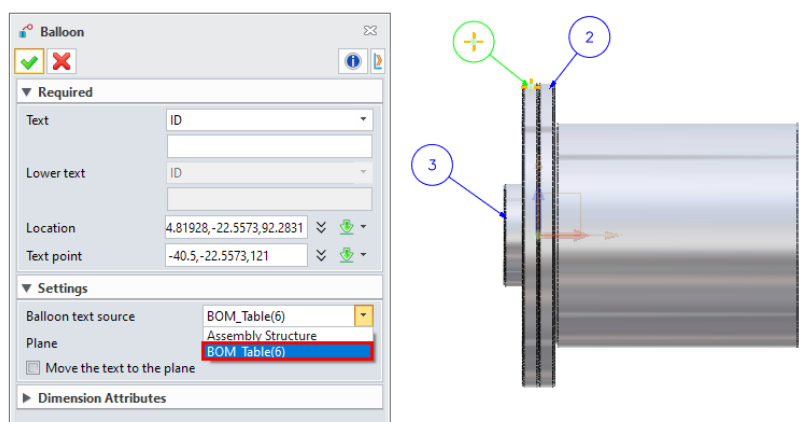 Balloon
Required
Text ID
Lower text ID
Location 4.81928,-22.5573,92.2831
Text point -40.5,-22.5573,121
Settings
Balloon text source BOM_Table(6)
Assembly Structure
Plane BOM_Table(6)
Move the text to the plane
Dimension Attributes
2
3